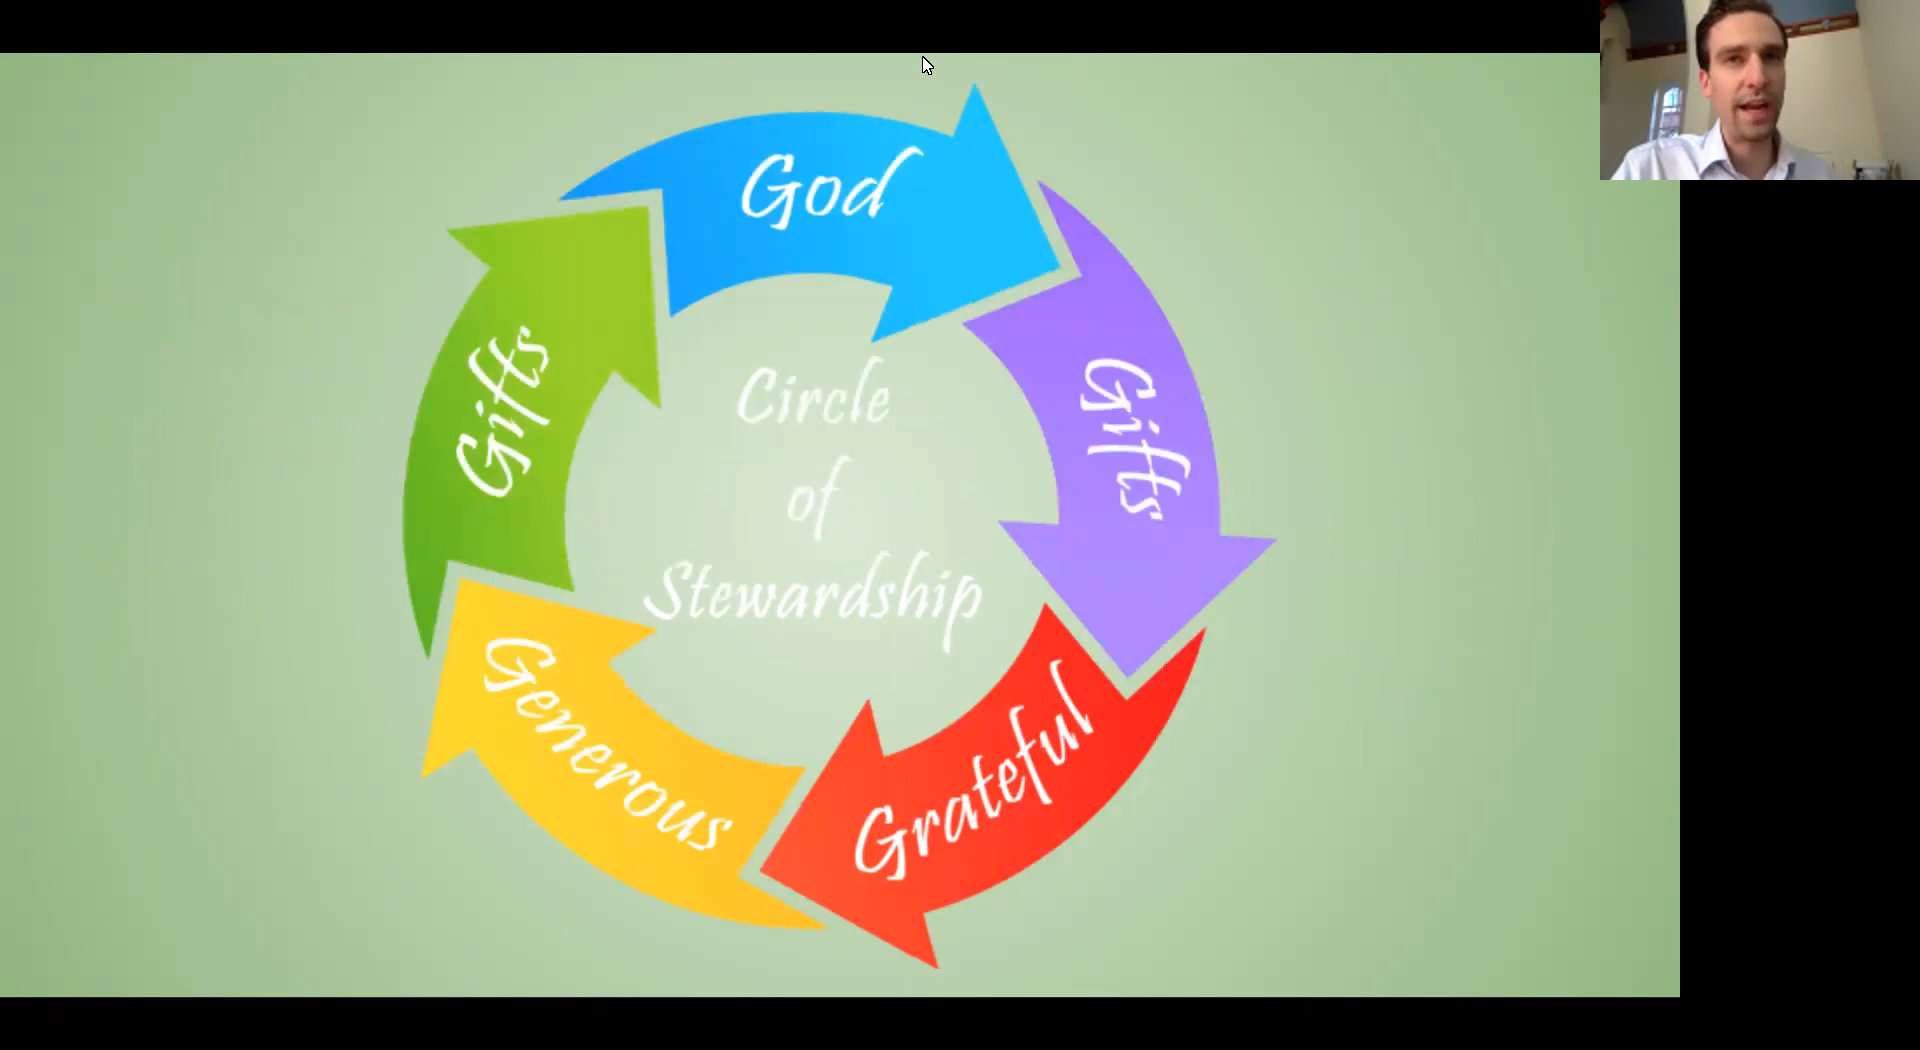 God
Gifts
Grateful
Generous
Gifts
Circle
of
Stewardship